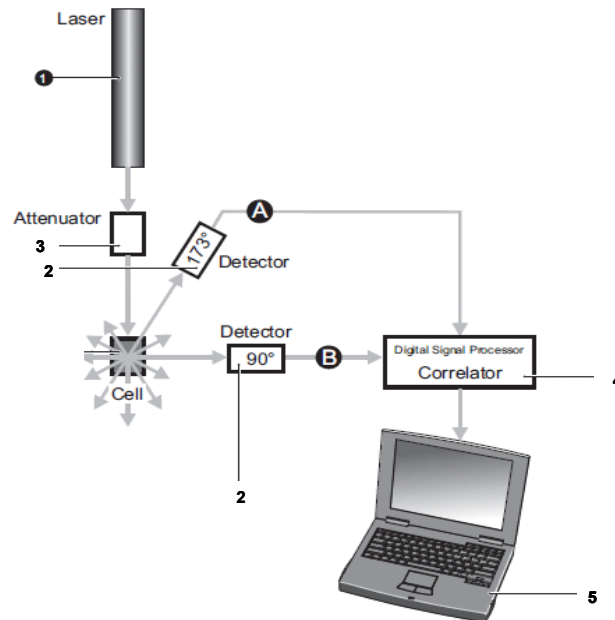 Laser
1
Attenuator
3
2
173°
Detector
A
Detector
90°
B
Digital Signal Processor
Correlator
Cell
2
5